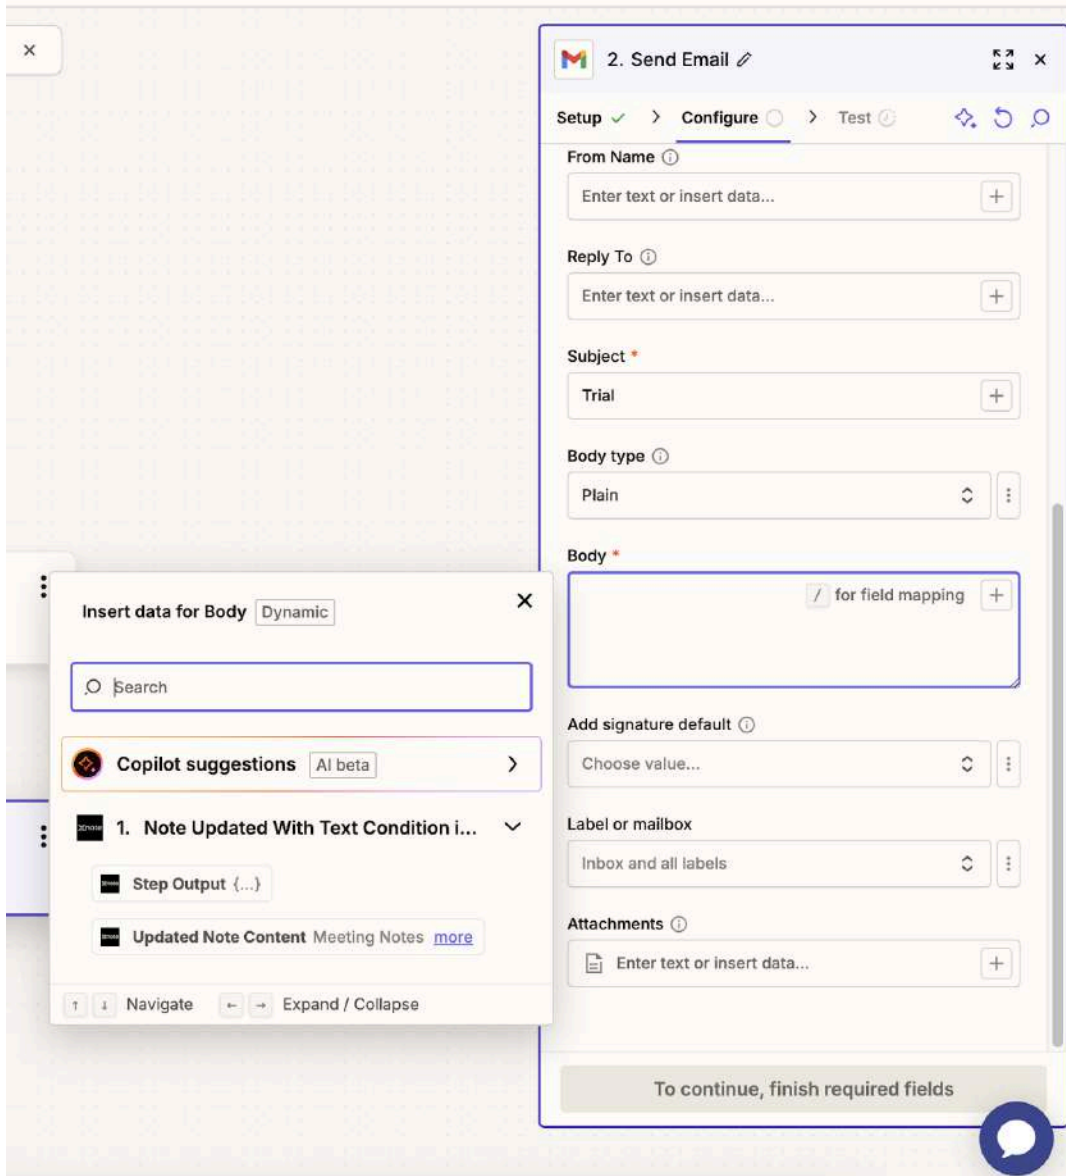 2. Send Email
Setup
Configure
Test
From Name
Enter text or insert data...
Reply To
Enter text or insert data...
Subject *
Trial
Body type
Plain
Body *
/ for field mapping
Insert data for Body Dynamic
Search
Copilot suggestions AI beta
1. Note Updated With Text Condition i...
Step Output {...}
Updated Note Content Meeting Notes more
↑ ↓ Navigate ← → Expand / Collapse
Add signature default
Choose value...
Label or mailbox
Inbox and all labels
Attachments
Enter text or insert data...
To continue, finish required fields